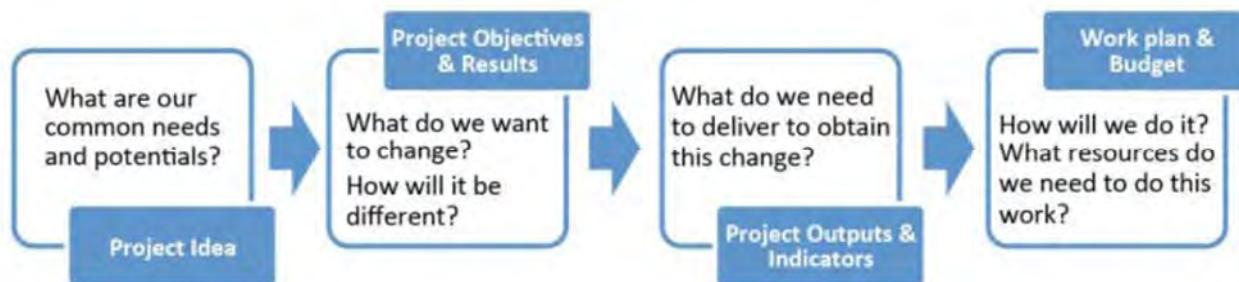 What are our
common needs
and potentials?
Project Idea
Project Objectives
& Results
What do we want
to change?
How will it be
different?
What do we need
to deliver to obtain
this change?
Project Outputs &
Indicators
Work plan &
Budget
How will we do it?
What resources do
we need to do this
work?